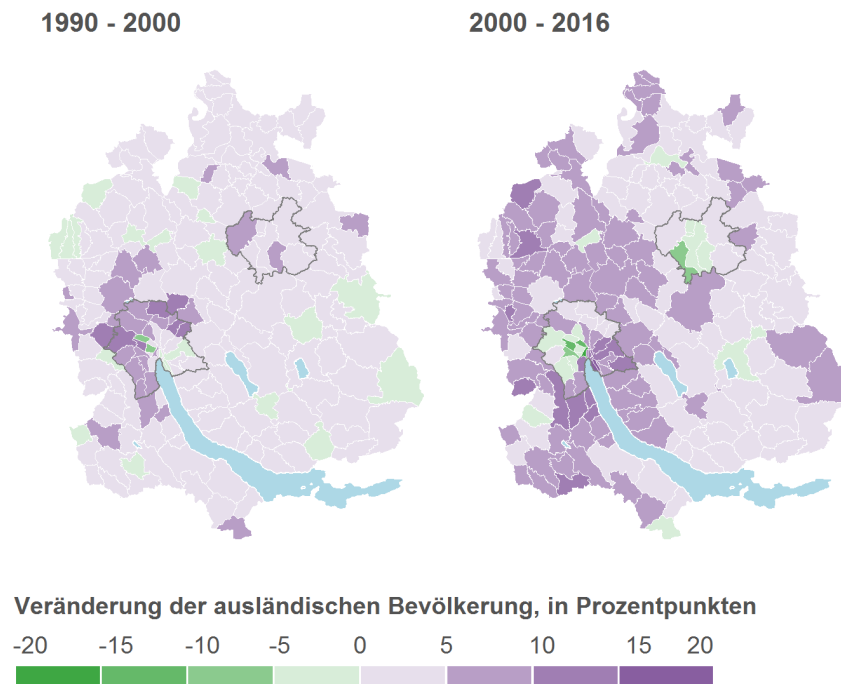 1990 - 2000
2000 - 2016
Veränderung der ausländischen Bevölkerung, in Prozentpunkten
-20 -15 -10 -5 0 5 10 15 20